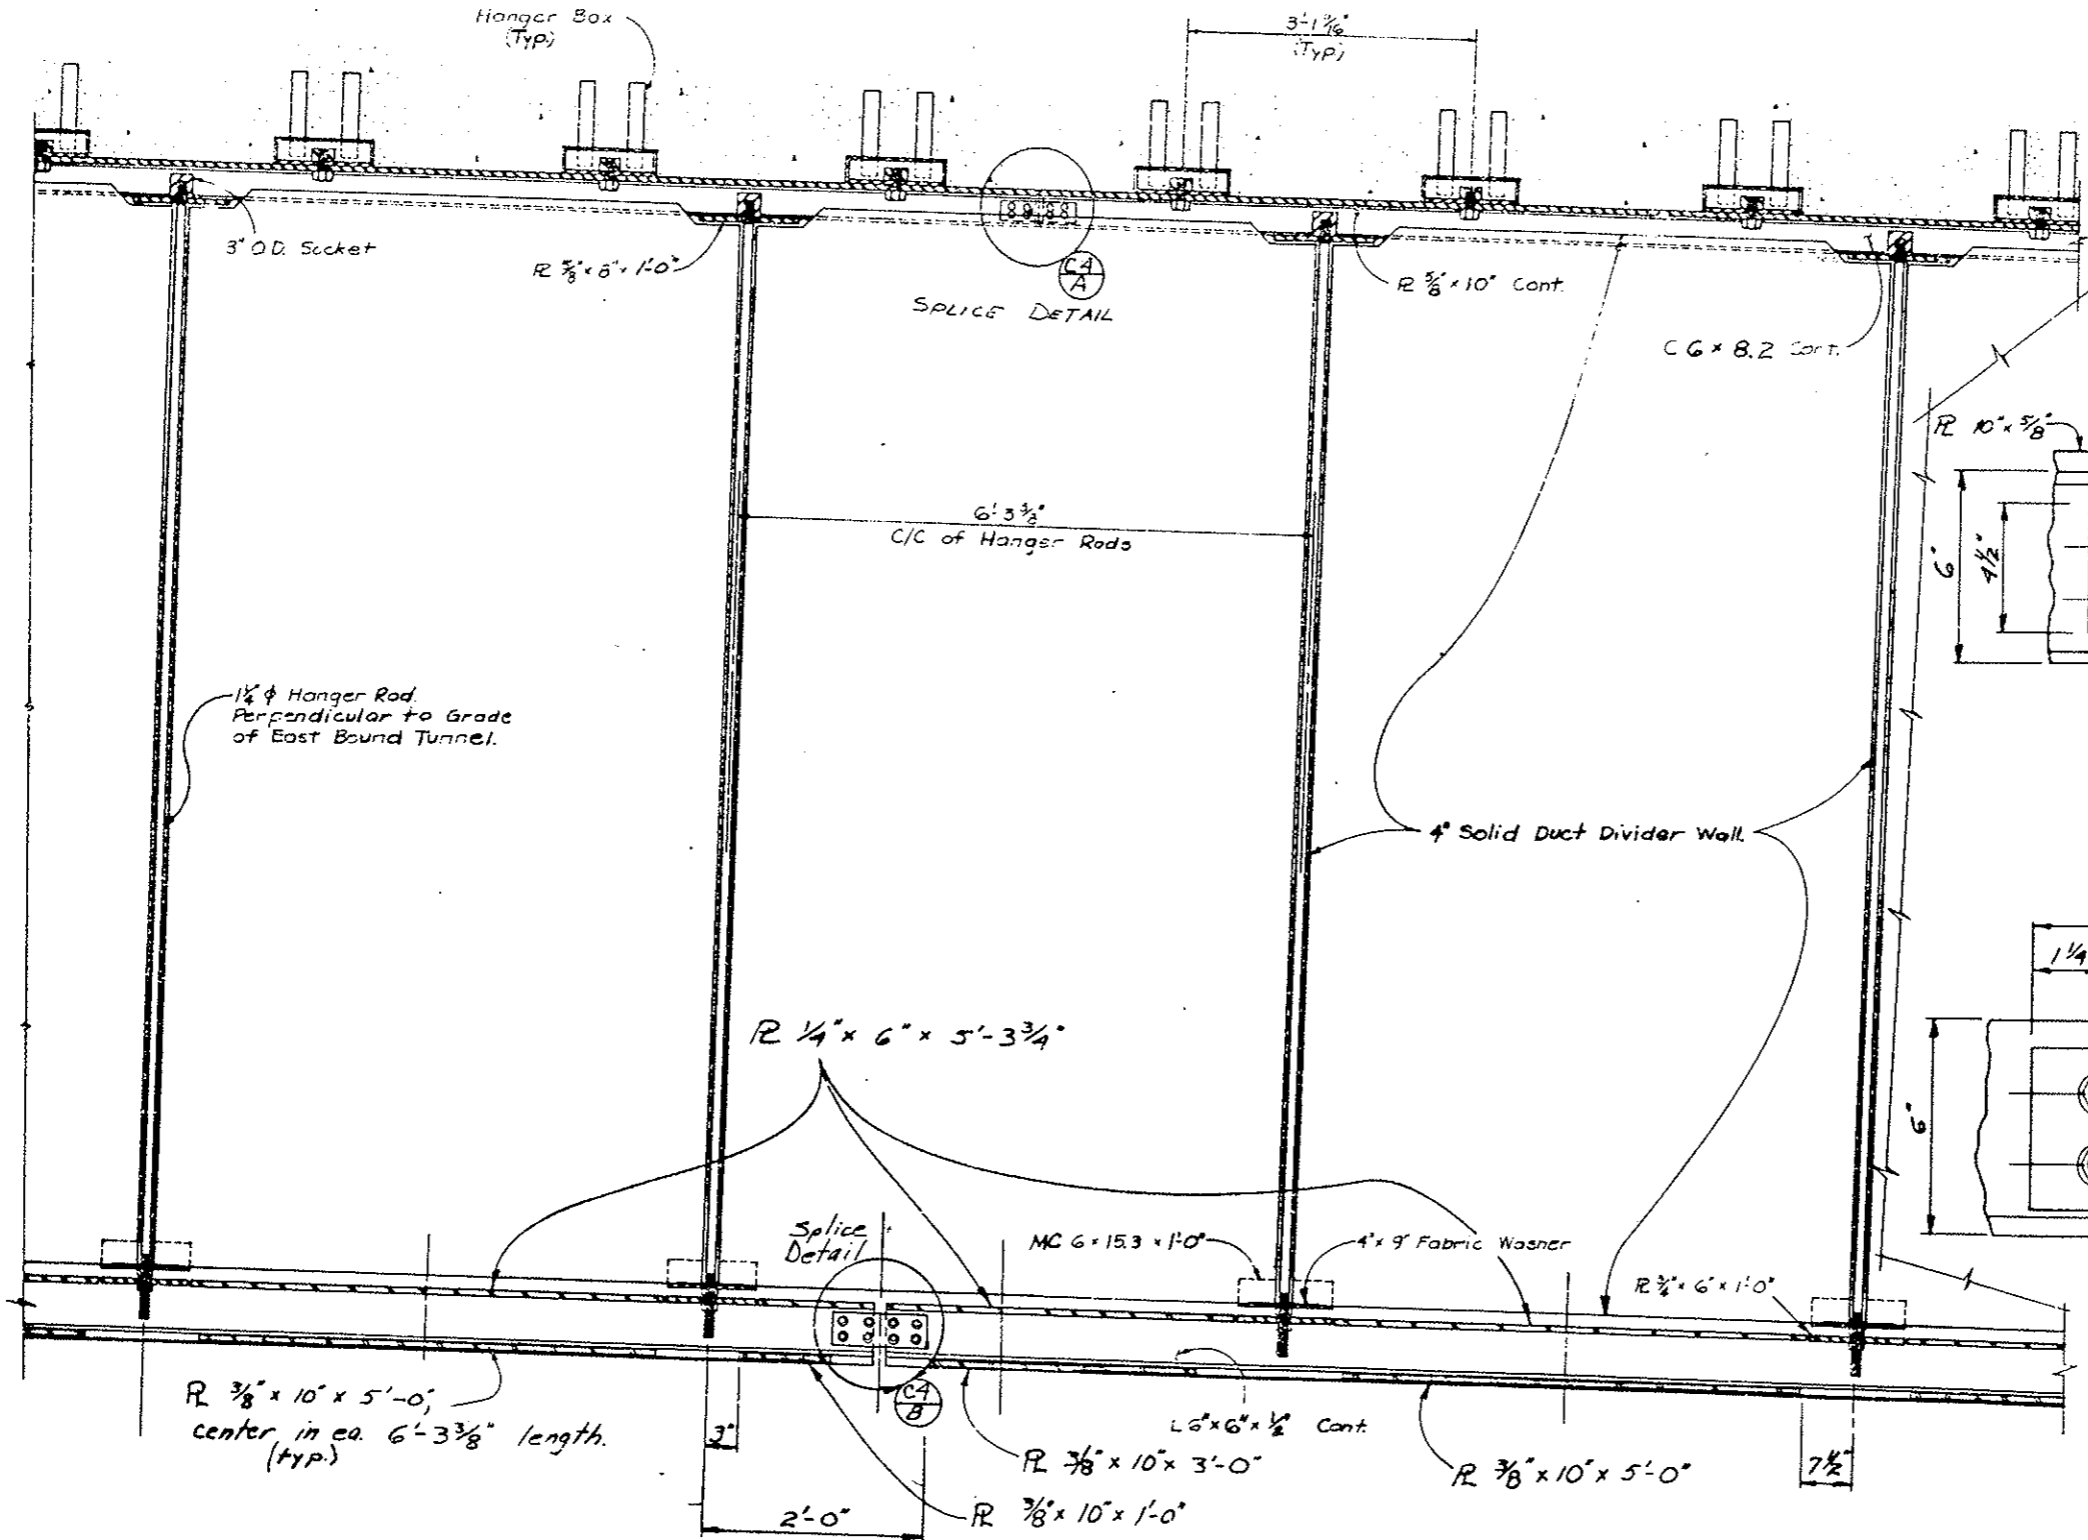 Hanger Box
(Typ.)
3'-1 11/16"
(Typ)
3" O.D. Socket
PL 5/8" x 8" x 1'-0"
C4
A
SPLICE DETAIL
PL 5/8" x 10" Cont.
C 6 x 8.2 Cont.
PL 10" x 5/8"
6"
4 1/2"
6'-3 3/8"
C/C of Hanger Rods
1 1/4" φ Hanger Rod.
Perpendicular to Grade
of East Bound Tunnel.
4" Solid Duct Divider Wall.
1 1/4
6"
PL 1/4" x 6" x 5'-3 3/4"
Splice
Detail
MC 6 x 15.3 x 1'-0"
4" x 9" Fabric Washer
PL 3/4" x 6" x 1'-0"
C4
B
PL 3/8" x 10" x 5'-0",
center in ea. 6'-3 3/8" length.
(typ.)
3"
L 6" x 6" x 1/2" Cont.
PL 3/8" x 10" x 3'-0"
PL 3/8" x 10" x 5'-0"
7 1/2"
2'-0"
PL 3/8" x 10" x 1'-0"